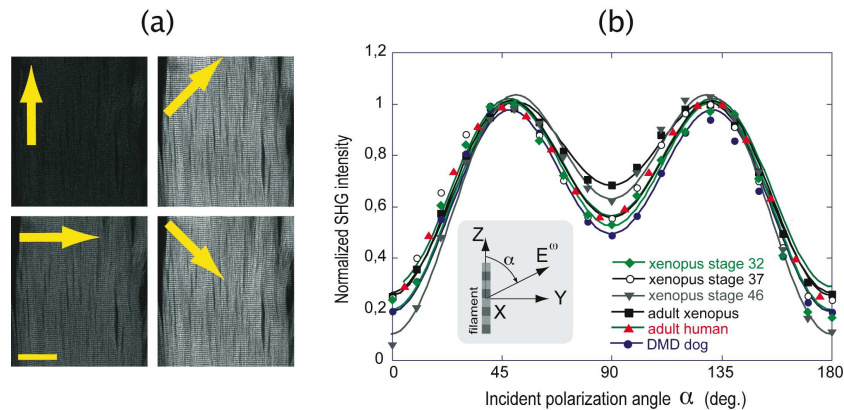 (a)
(b)
Normalized SHG intensity
1,2
1
0.8
0.6
0.4
0.2
0
Z
α
E^ω
Y
X
filament
xenopus stage 32
xenopus stage 37
xenopus stage 46
adult xenopus
adult human
DMD dog
0 45 90 135 180
Incident polarization angle α (deg.)